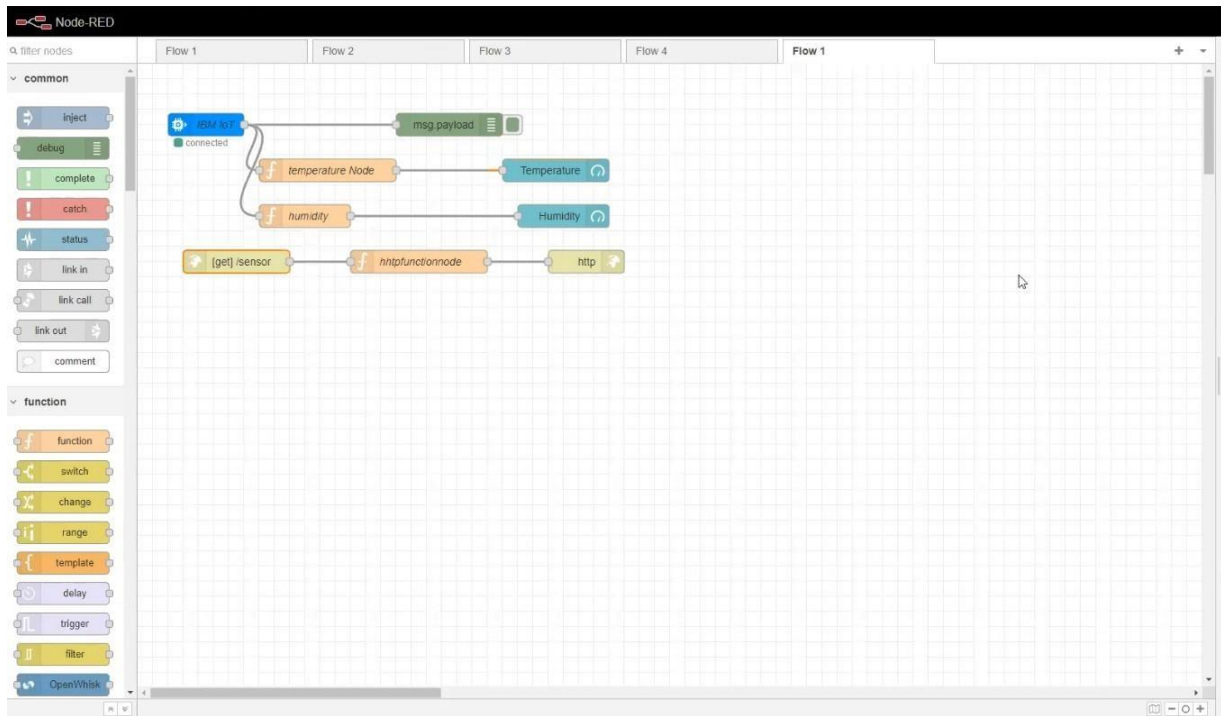 Node-RED
filter nodes
Flow 1
Flow 2
Flow 3
Flow 4
Flow 1
common
inject
debug
complete
catch
status
link in
link call
link out
comment
function
function
switch
change
range
template
delay
trigger
filter
OpenWhisk
IBM IoT
connected
msg.payload
temperature Node
Temperature
humidity
Humidity
[get] /sensor
hhtpfunctionnode
http